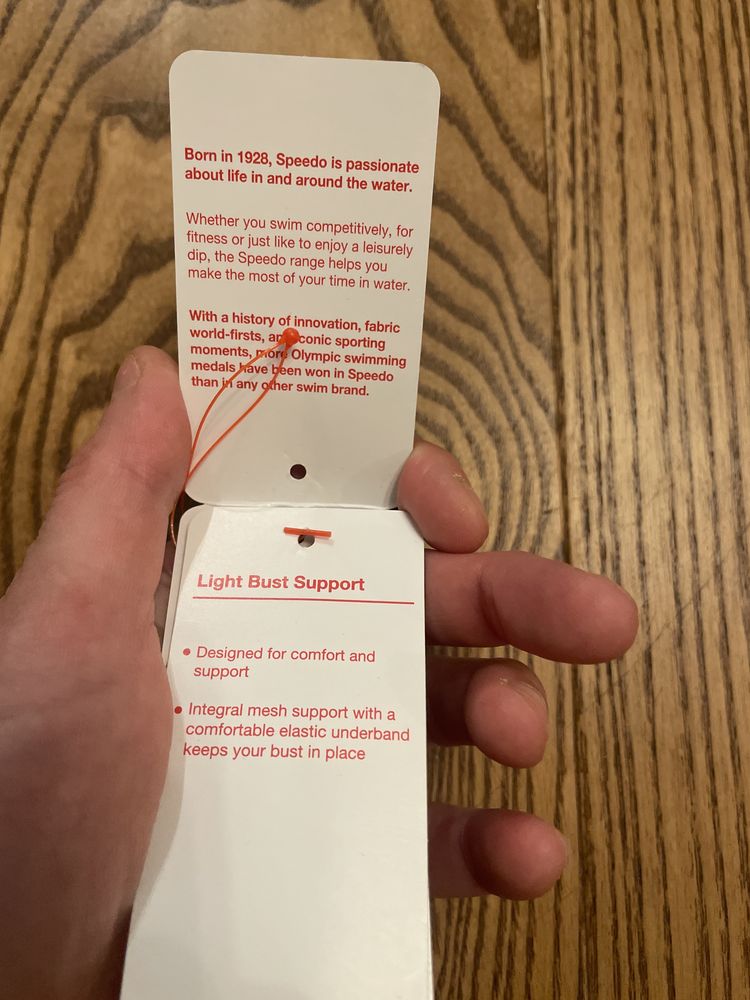 Born in 1928, Speedo is passionate
about life in and around the water.
Whether you swim competitively, for
fitness or just like to enjoy a leisurely
dip, the Speedo range helps you
make the most of your time in water.
With a history of innovation, fabric
world-firsts, and iconic sporting
moments, more Olympic swimming
medals have been won in Speedo
than in any other swim brand.
Light Bust Support
• Designed for comfort and
support
• Integral mesh support with a
comfortable elastic underband
keeps your bust in place